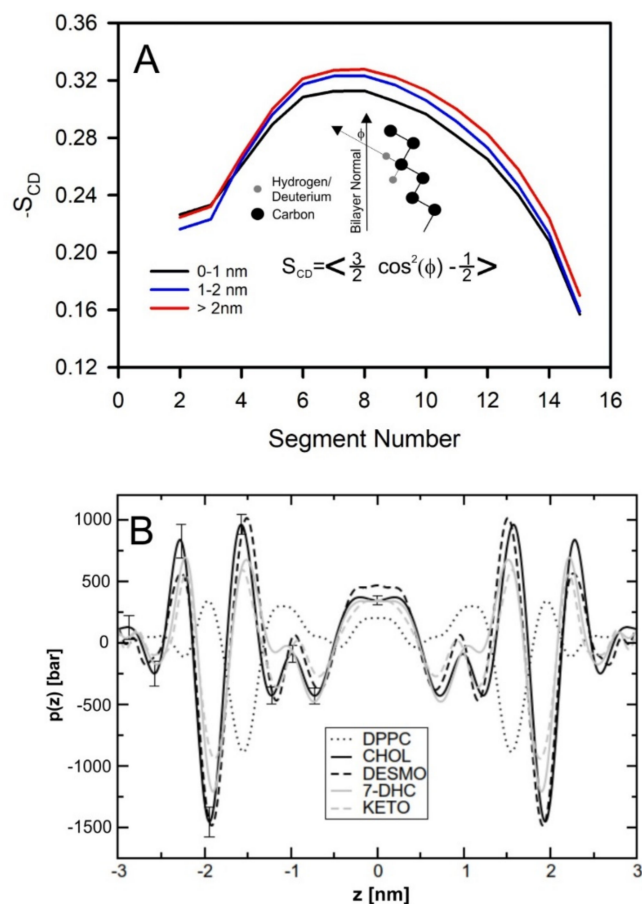 A
0.36
0.32
0.28
0.24
0.20
0.16
0.12
-S_CD
Bilayer Normal
ϕ
Hydrogen/
Deuterium
Carbon
S_CD=<3/2 cos²(ϕ) -1/2>
0-1 nm
1-2 nm
> 2nm
0 2 4 6 8 10 12 14 16
Segment Number
B
1000
500
0
-500
-1000
-1500
p(z) [bar]
DPPC
CHOL
DESMO
7-DHC
KETO
-3 -2 -1 0 1 2 3
z [nm]